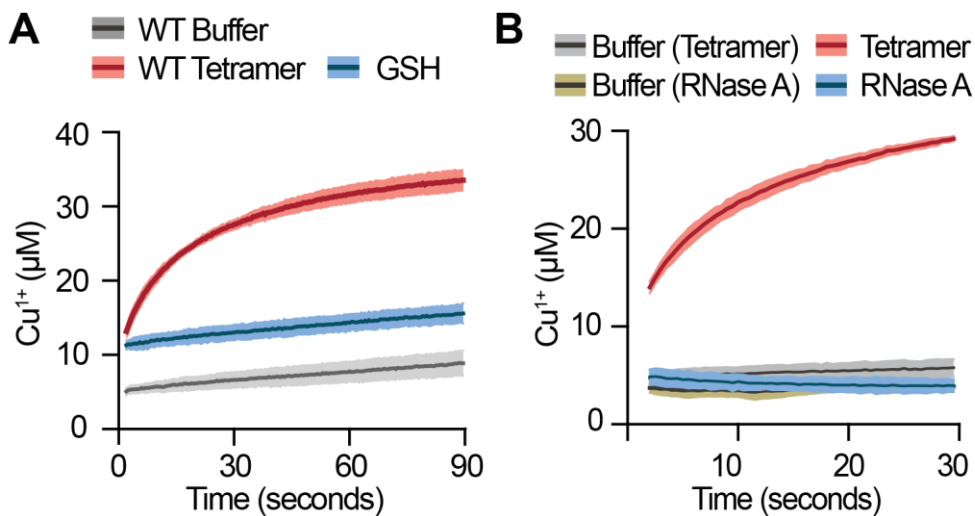 A
WT Buffer
WT Tetramer
GSH
Cu¹⁺ (µM)
40
30
20
10
0
0
30
60
90
Time (seconds)
B
Buffer (Tetramer)
Tetramer
Buffer (RNase A)
RNase A
Cu¹⁺ (µM)
30
20
10
0
10
20
30
Time (seconds)